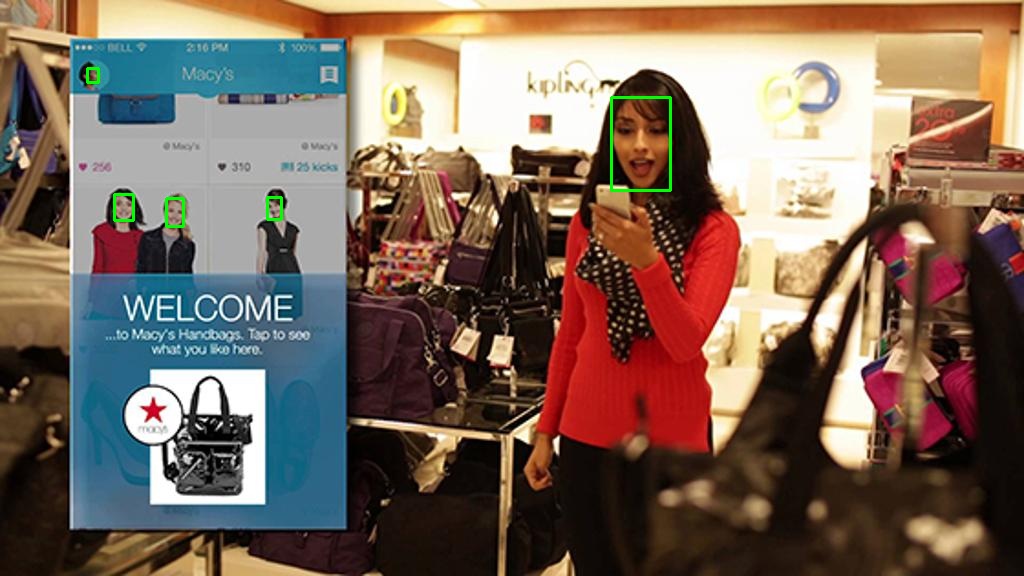 BELL 2:16 PM 100%
Macy's
@ Macy's @ Macy's
256 310 25 kicks
WELCOME
...to Macy's Handbags. Tap to see
what you like here.
macy's
kipling
extra